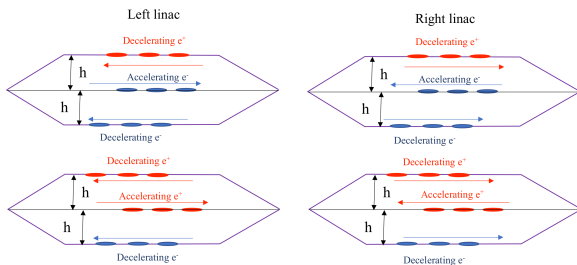 Left linac
Right linac
Decelerating e+
h
Accelerating e-
h
Decelerating e-
Decelerating e+
h
Accelerating e-
h
Decelerating e-
Decelerating e+
h
Accelerating e+
h
Decelerating e-
Decelerating e+
h
Accelerating e+
h
Decelerating e-